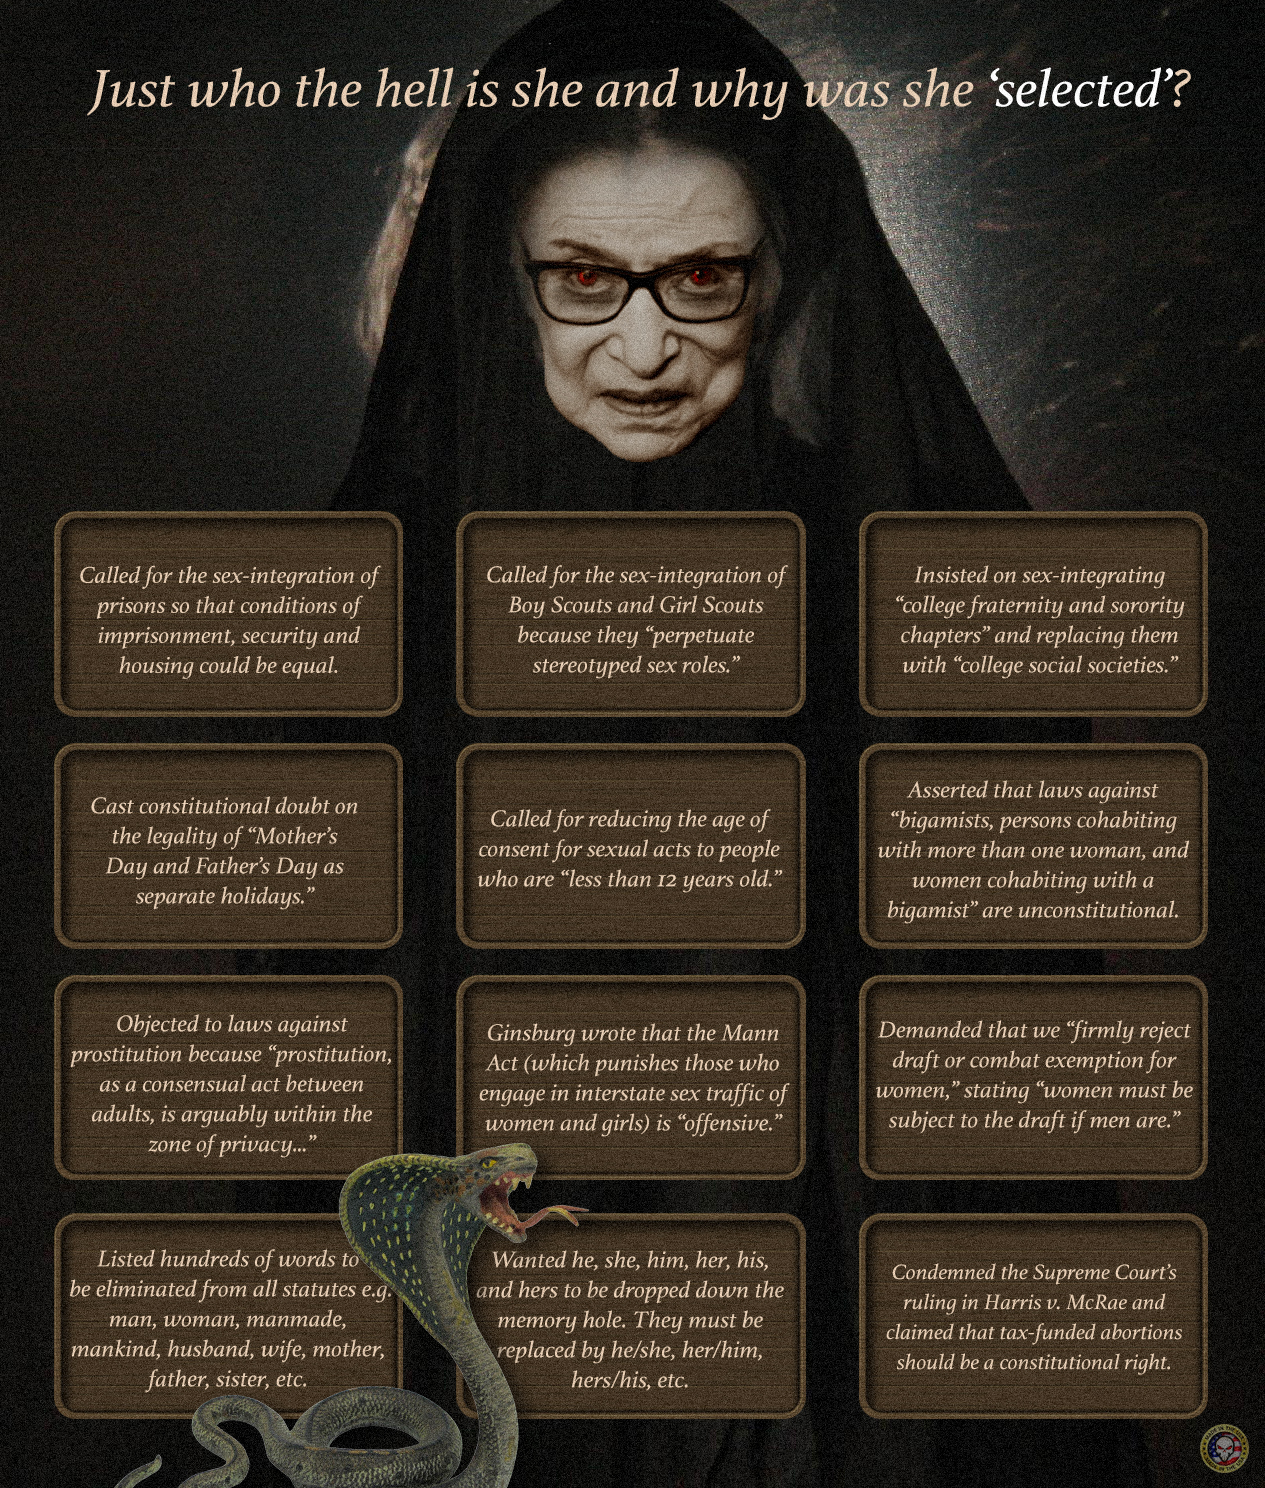 Just who the hell is she and why was she ‘selected’?
Called for the sex-integration of
prisons so that conditions of
imprisonment, security and
housing could be equal.
Called for the sex-integration of
Boy Scouts and Girl Scouts
because they “perpetuate
stereotyped sex roles.”
Insisted on sex-integrating
“college fraternity and sorority
chapters” and replacing them
with “college social societies.”
Cast constitutional doubt on
the legality of “Mother’s
Day and Father’s Day as
separate holidays.”
Called for reducing the age of
consent for sexual acts to people
who are “less than 12 years old.”
Asserted that laws against
“bigamists, persons cohabiting
with more than one woman, and
women cohabiting with a
bigamist” are unconstitutional.
Objected to laws against
prostitution because “prostitution,
as a consensual act between
adults, is arguably within the
zone of privacy...”
Ginsburg wrote that the Mann
Act (which punishes those who
engage in interstate sex traffic of
women and girls) is “offensive.”
Demanded that we “firmly reject
draft or combat exemption for
women,” stating “women must be
subject to the draft if men are.”
Listed hundreds of words to
be eliminated from all statutes e.g.
man, woman, manmade,
mankind, husband, wife, mother,
father, sister, etc.
Wanted he, she, him, her, his,
and hers to be dropped down the
memory hole. They must be
replaced by he/she, her/him,
hers/his, etc.
Condemned the Supreme Court’s
ruling in Harris v. McRae and
claimed that tax-funded abortions
should be a constitutional right.